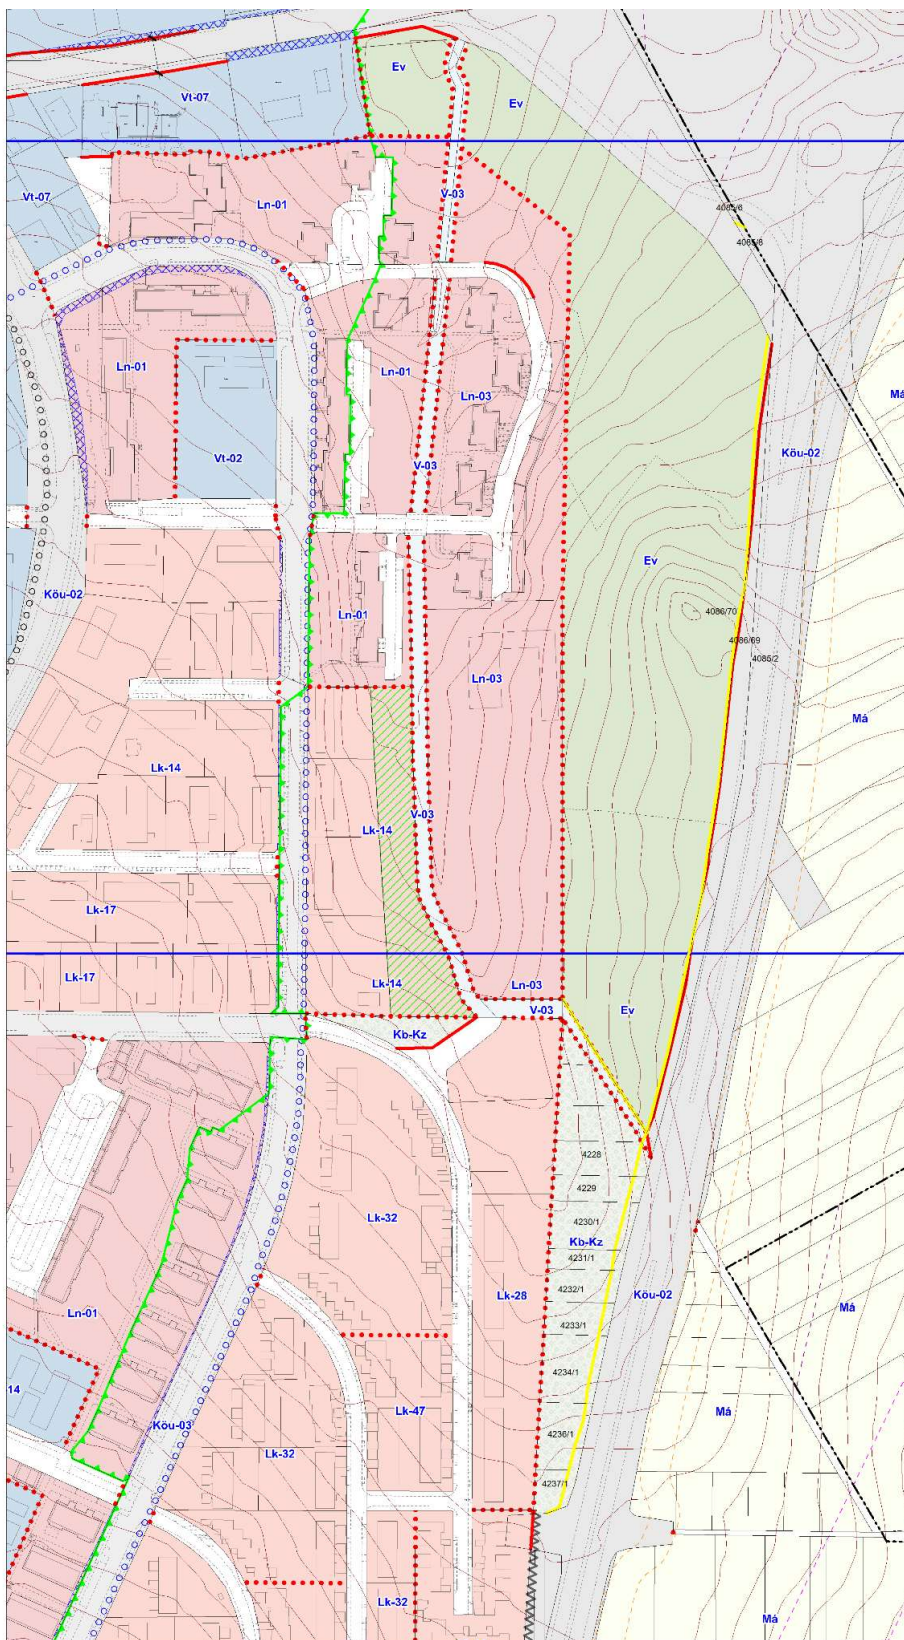 Ev
Vt-07
Ev
Vt-07
V-03
Ln-01
4085/6
4085/8
Ln-01
Ln-01
Má
Ln-03
Vt-02
V-03
Köu-02
Ev
Köu-02
4086/70
Ln-01
4086/69
4085/2
Ln-03
Má
Lk-14
V-03
Lk-14
Lk-17
Lk-17
Lk-14
Ln-03
V-03
Ev
Kb-Kz
4228
4229
Lk-32
4230/1
Kb-Kz
4231/1
4232/1
Lk-28
Köu-02
Ln-01
Má
4233/1
4234/1
14
Lk-47
Köu-03
Má
4236/1
Lk-32
4237/1
Lk-32
Má